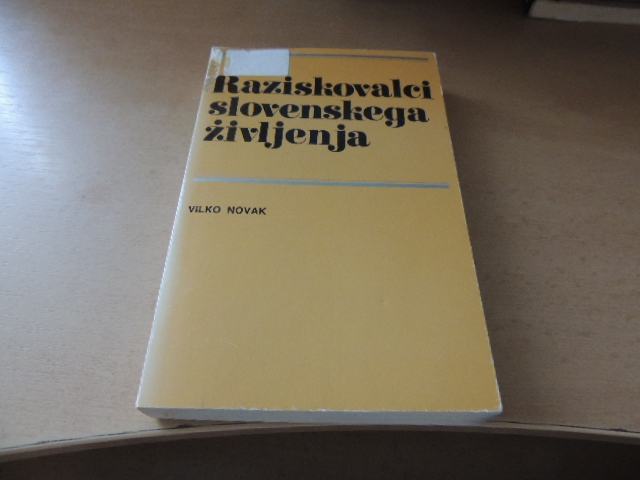 Raziskovalci
slovenskega
življenja
VILKO NOVAK